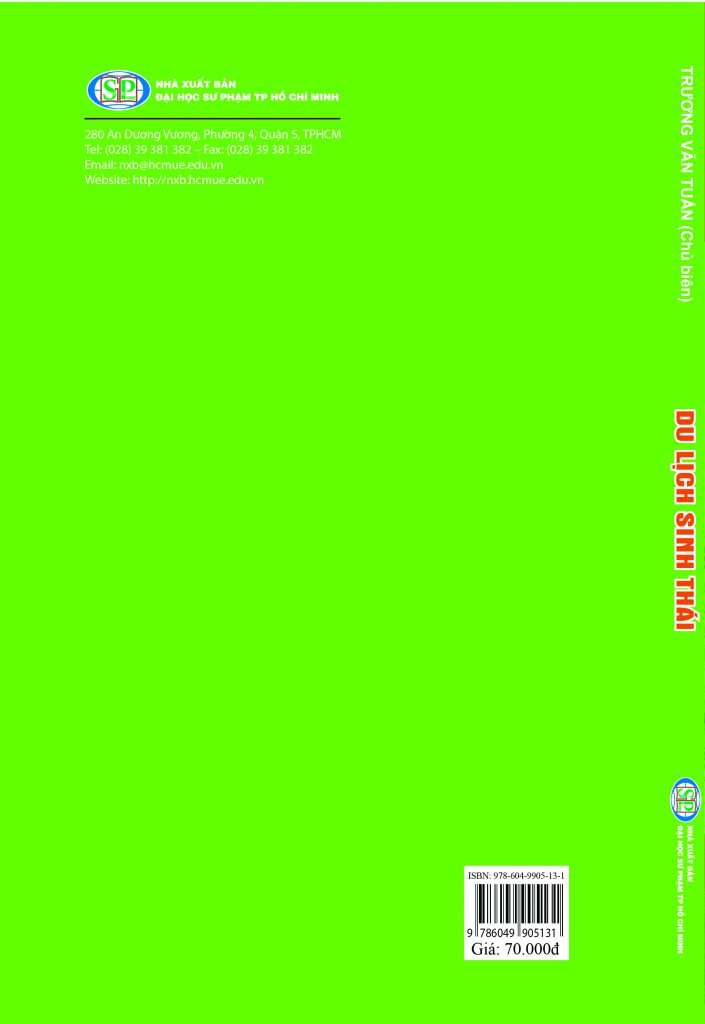 SP
NHÀ XUẤT BẢN
ĐẠI HỌC SƯ PHẠM TP HỒ CHÍ MINH
280 An Dương Vương, Phường 4, Quận 5, TPHCM
Tel: (028) 39 381 382 – Fax: (028) 39 381 382
Email: nxb@hcmue.edu.vn
Website: http://nxb.hcmue.edu.vn
TRƯƠNG VĂN TUẤN (Chủ biên)
DU LỊCH SINH THÁI
SP
NHÀ XUẤT BẢN
ĐẠI HỌC SƯ PHẠM TP HỒ CHÍ MINH
ISBN: 978-604-9905-13-1
9 786049 905131
Giá: 70.000đ